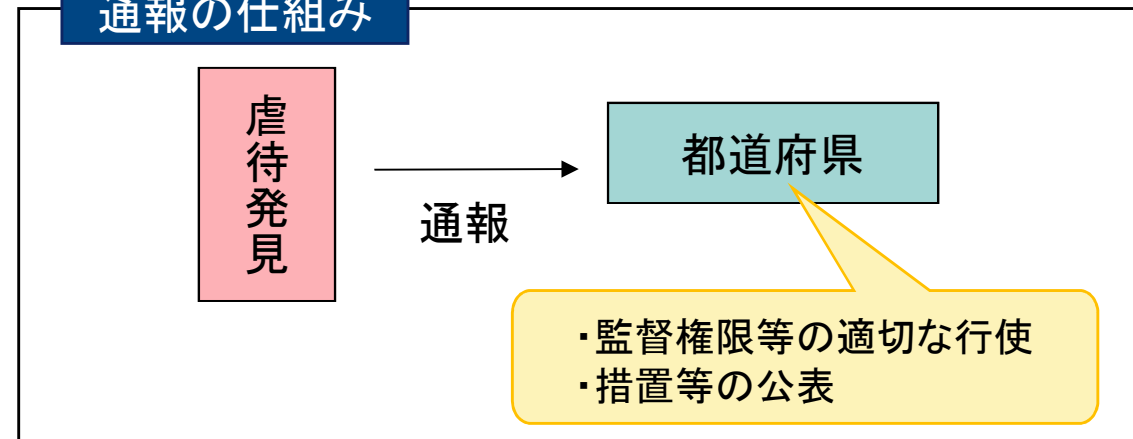 通報の仕組み
虐待発見
通報
都道府県
・監督権限等の適切な行使
・措置等の公表